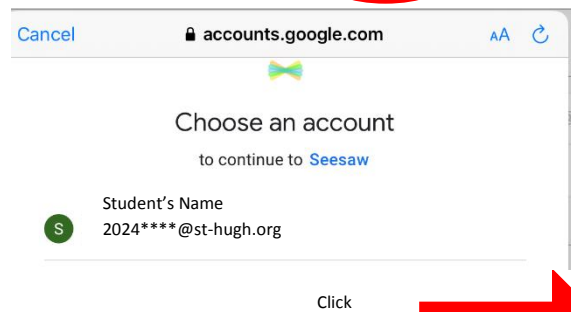 Cancel accounts.google.com AA
Choose an account
to continue to Seesaw
Student's Name
S 2024****@st-hugh.org
Click